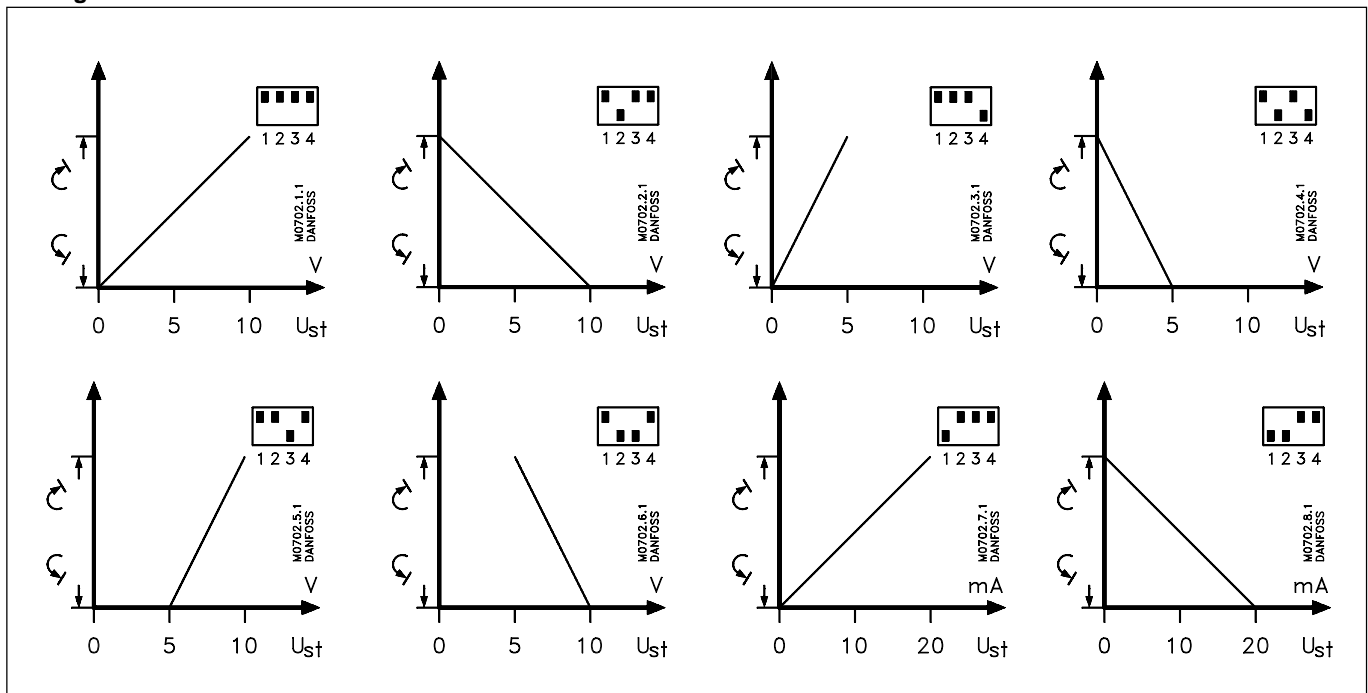 1 2 3 4
M0702.1.1
DANFOSS
V
0 5 10 Ust
1 2 3 4
M0702.2.1
DANFOSS
V
0 5 10 Ust
1 2 3 4
M0702.3.1
DANFOSS
V
0 5 10 Ust
1 2 3 4
M0702.4.1
DANFOSS
V
0 5 10 Ust
1 2 3 4
M0702.5.1
DANFOSS
V
0 5 10 Ust
1 2 3 4
M0702.6.1
DANFOSS
V
0 5 10 Ust
1 2 3 4
M0702.7.1
DANFOSS
mA
0 10 20 Ust
1 2 3 4
M0702.8.1
DANFOSS
mA
0 10 20 Ust